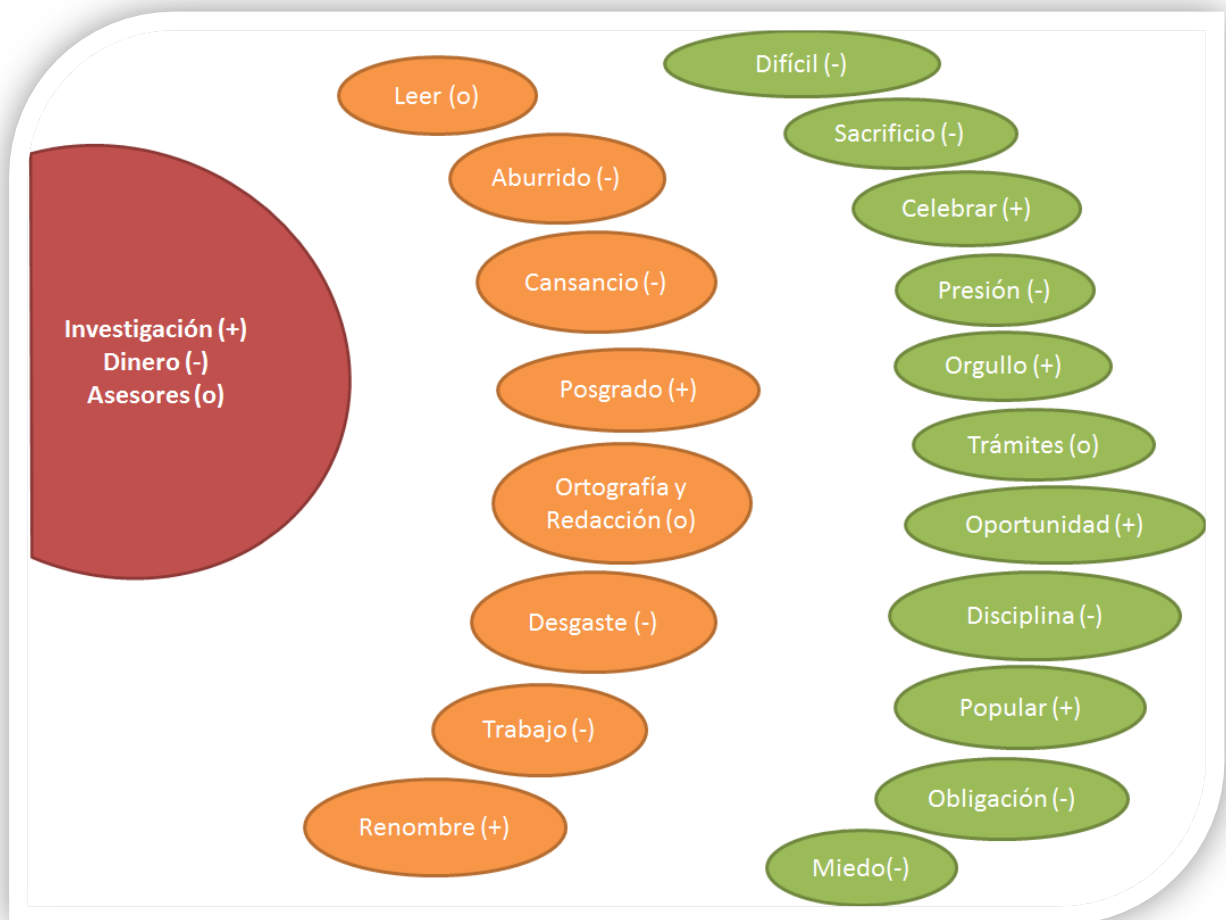 Investigación (+)
Dinero (-)
Asesores (o)
Leer (o)
Aburrido (-)
Cansancio (-)
Posgrado (+)
Ortografía y
Redacción (o)
Desgaste (-)
Trabajo (-)
Renombre (+)
Difícil (-)
Sacrificio (-)
Celebrar (+)
Presión (-)
Orgullo (+)
Trámites (o)
Oportunidad (+)
Disciplina (-)
Popular (+)
Obligación (-)
Miedo(-)